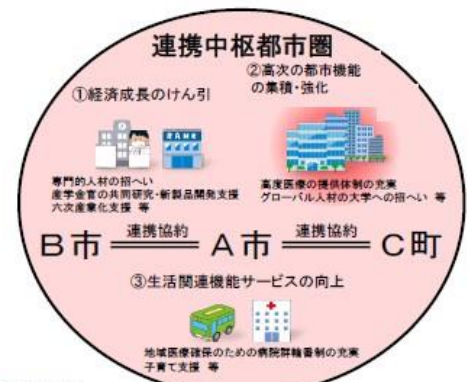 連携中枢都市圏
①経済成長のけん引
②高次の都市機能
の集積・強化
BANK
専門的人材の招へい
産学金官の共同研究・新製品開発支援
六次産業化支援 等
高度医療の提供体制の充実
グローバル人材の大学への招へい 等
B市 連携協約 A市 連携協約 C町
③生活関連機能サービスの向上
地域医療確保のための病院群輪番制の充実
子育て支援 等